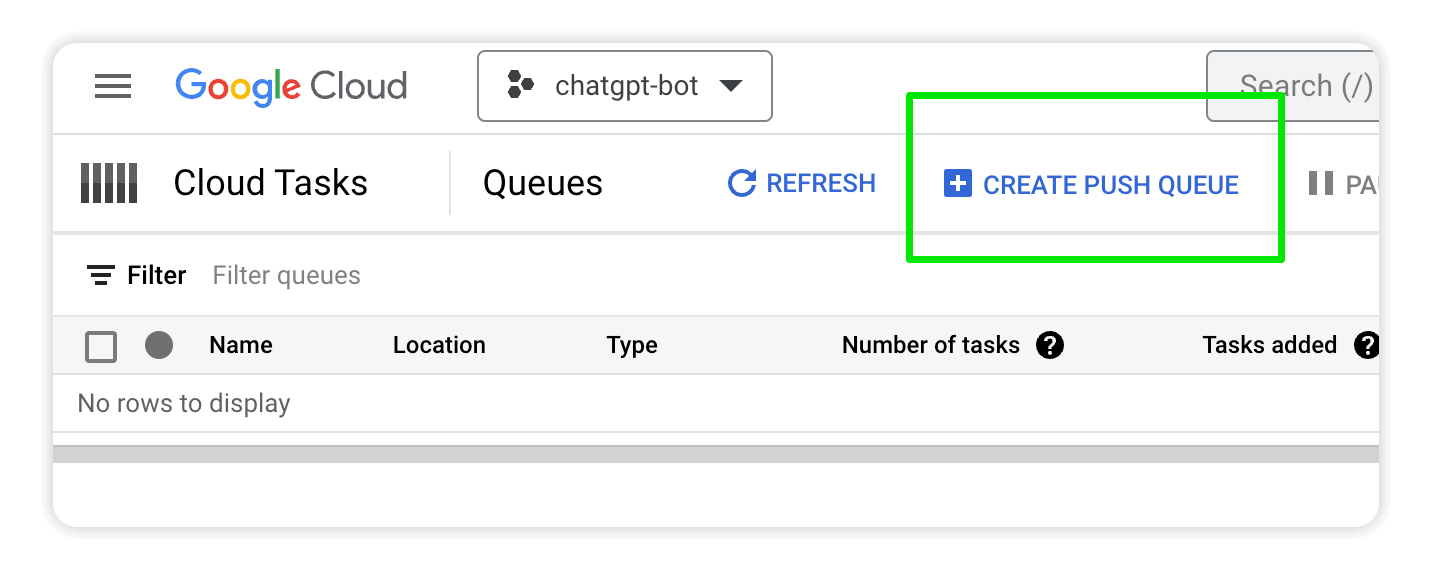 Google Cloud chatgpt-bot Search (/)
Cloud Tasks Queues REFRESH CREATE PUSH QUEUE
Filter Filter queues
Name Location Type Number of tasks ? Tasks added ?
No rows to display